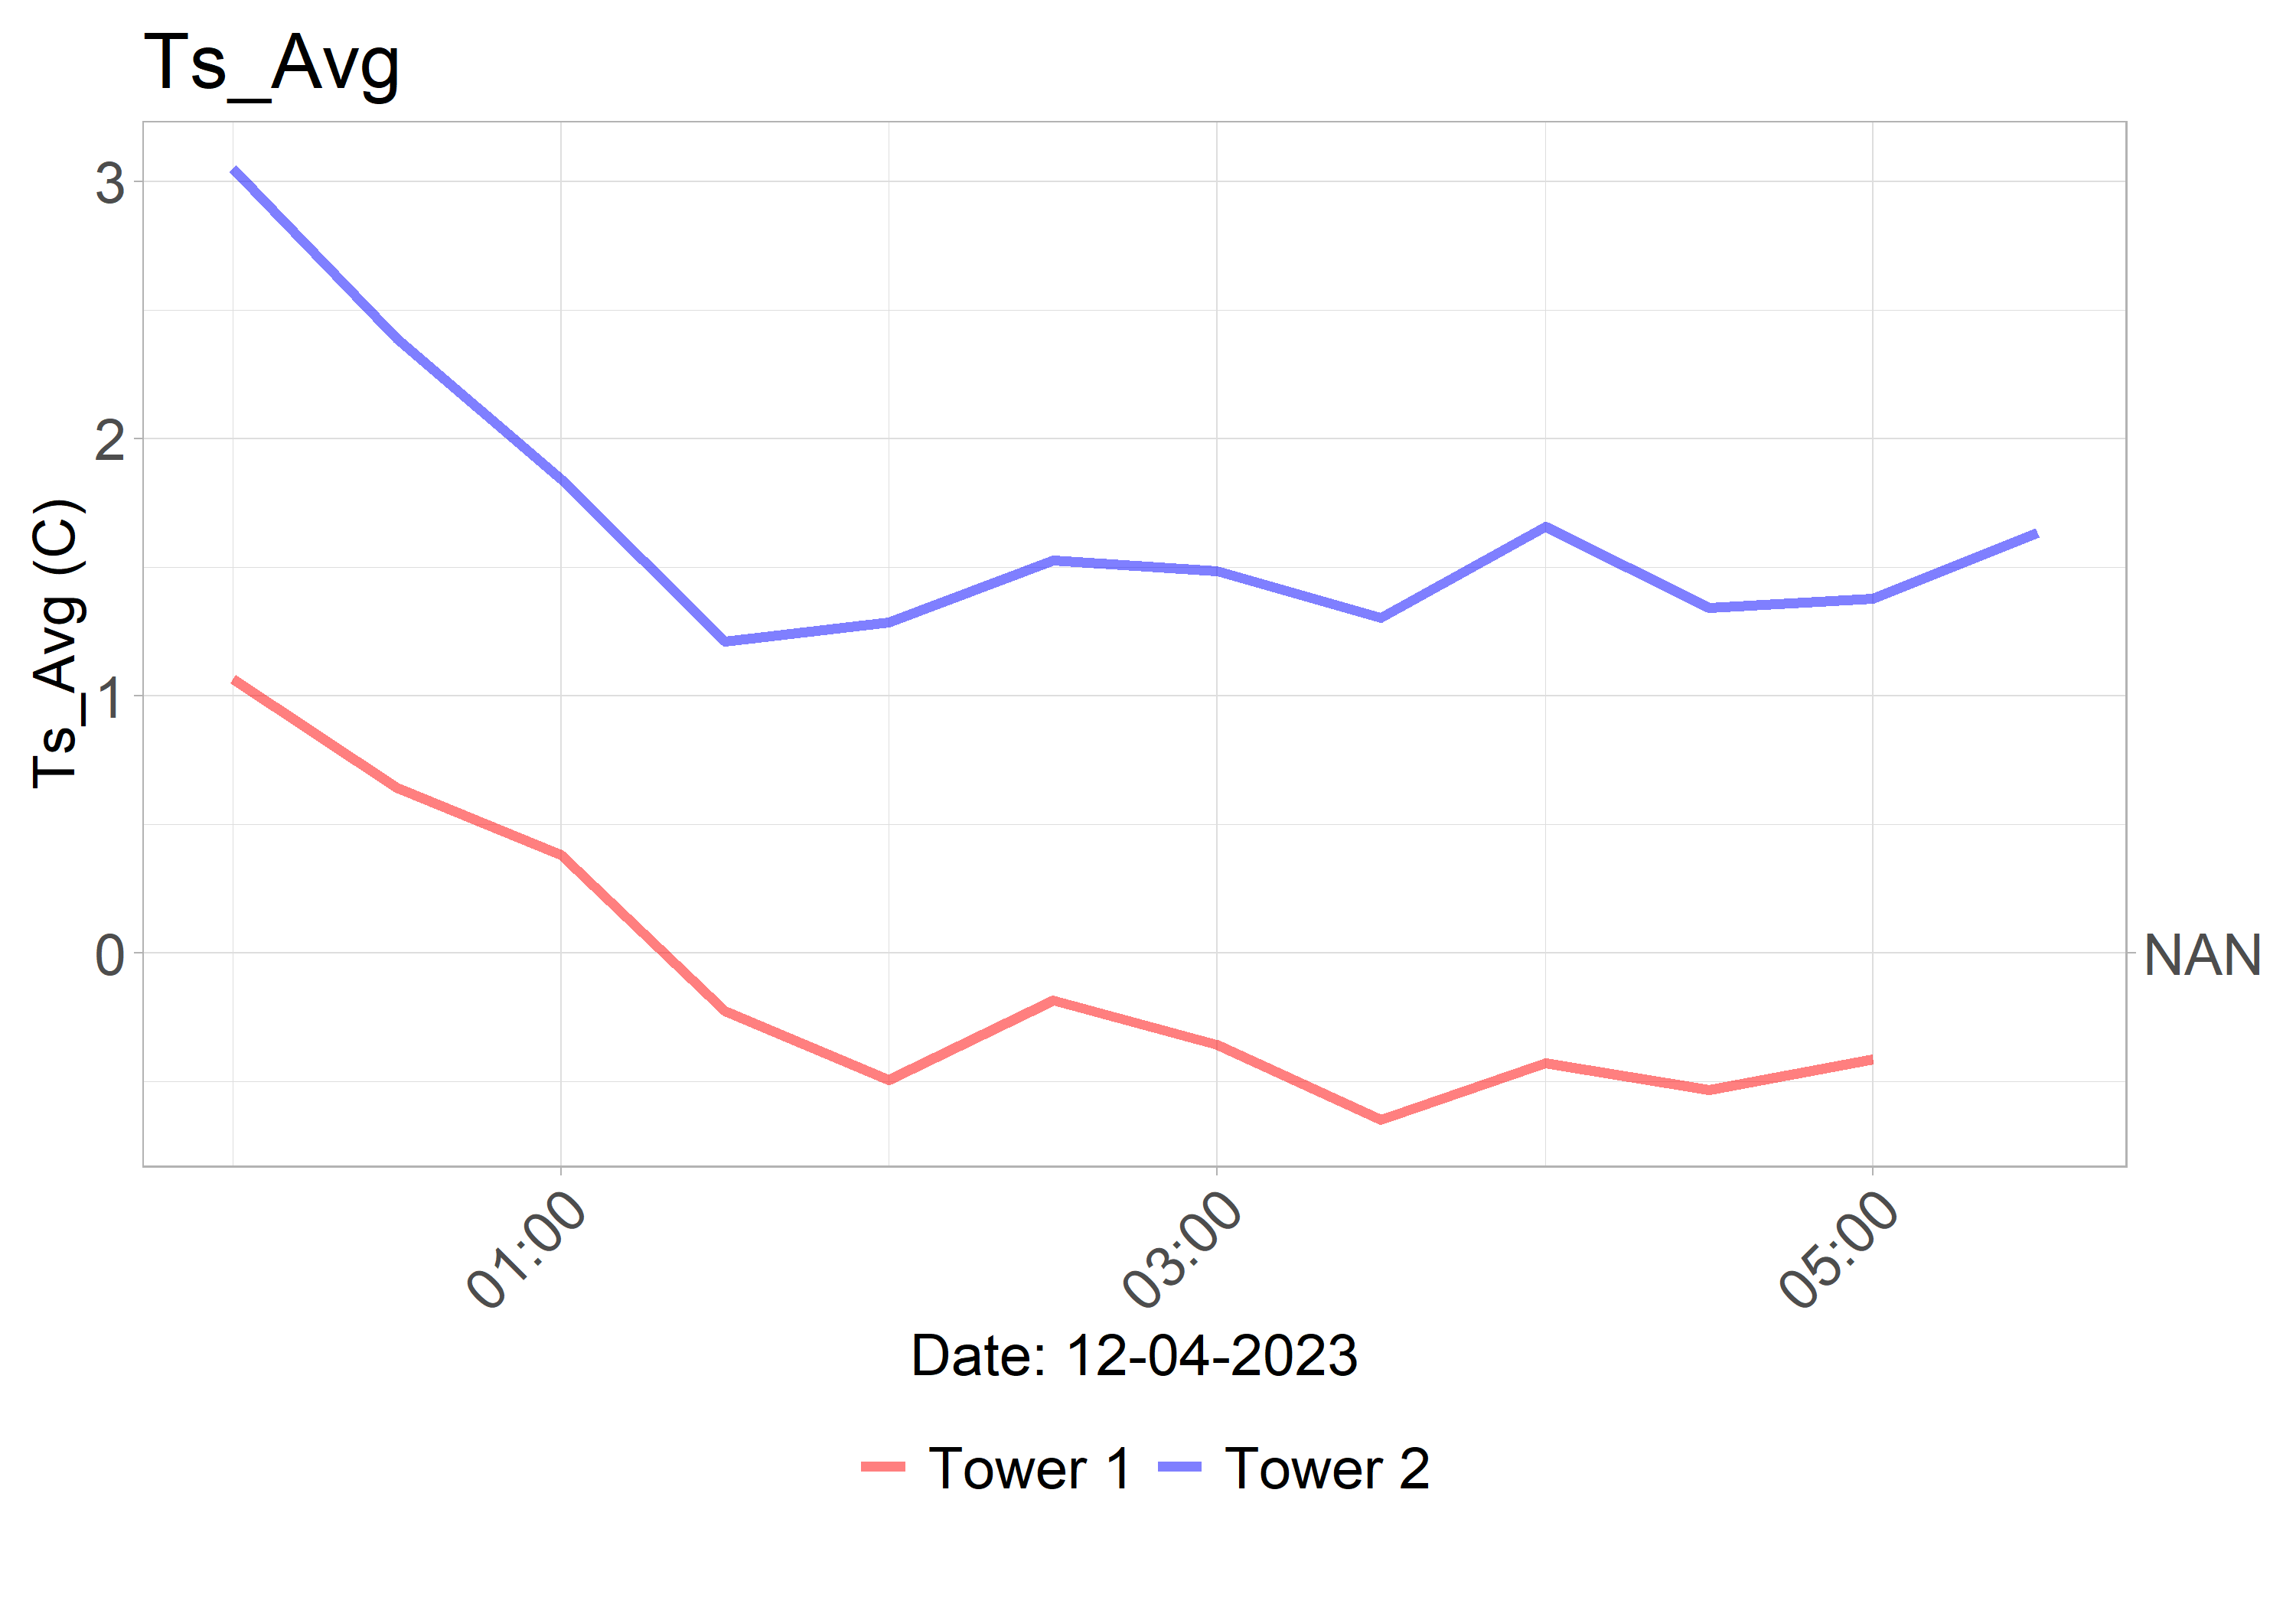 Ts_Avg
Ts_Avg (C)
3
2
1
0
NAN
01:00
03:00
05:00
Date: 12-04-2023
Tower 1
Tower 2